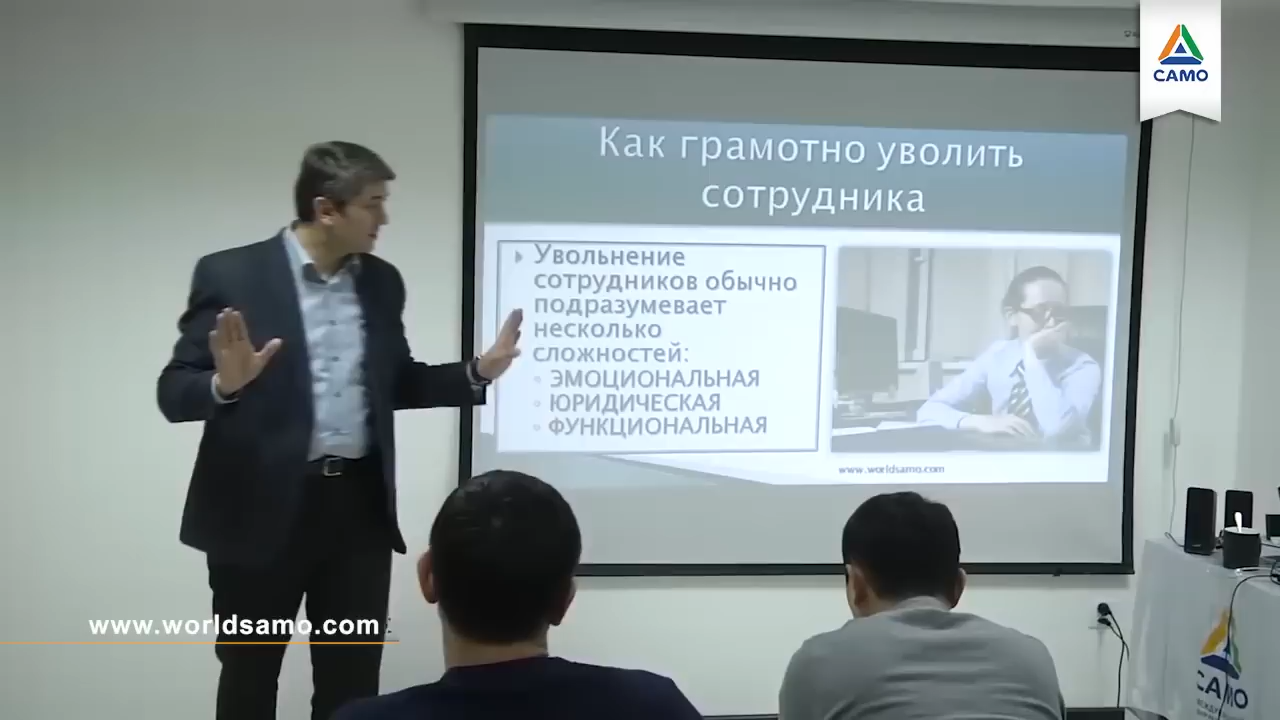 САМО
Как грамотно уволить
сотрудника
Увольнение
сотрудников обычно
подразумевает
несколько
сложностей:
ЭМОЦИОНАЛЬНАЯ
ЮРИДИЧЕСКАЯ
ФУНКЦИОНАЛЬНАЯ
www.worldsamo.com
www.worldsamo.com
САМО